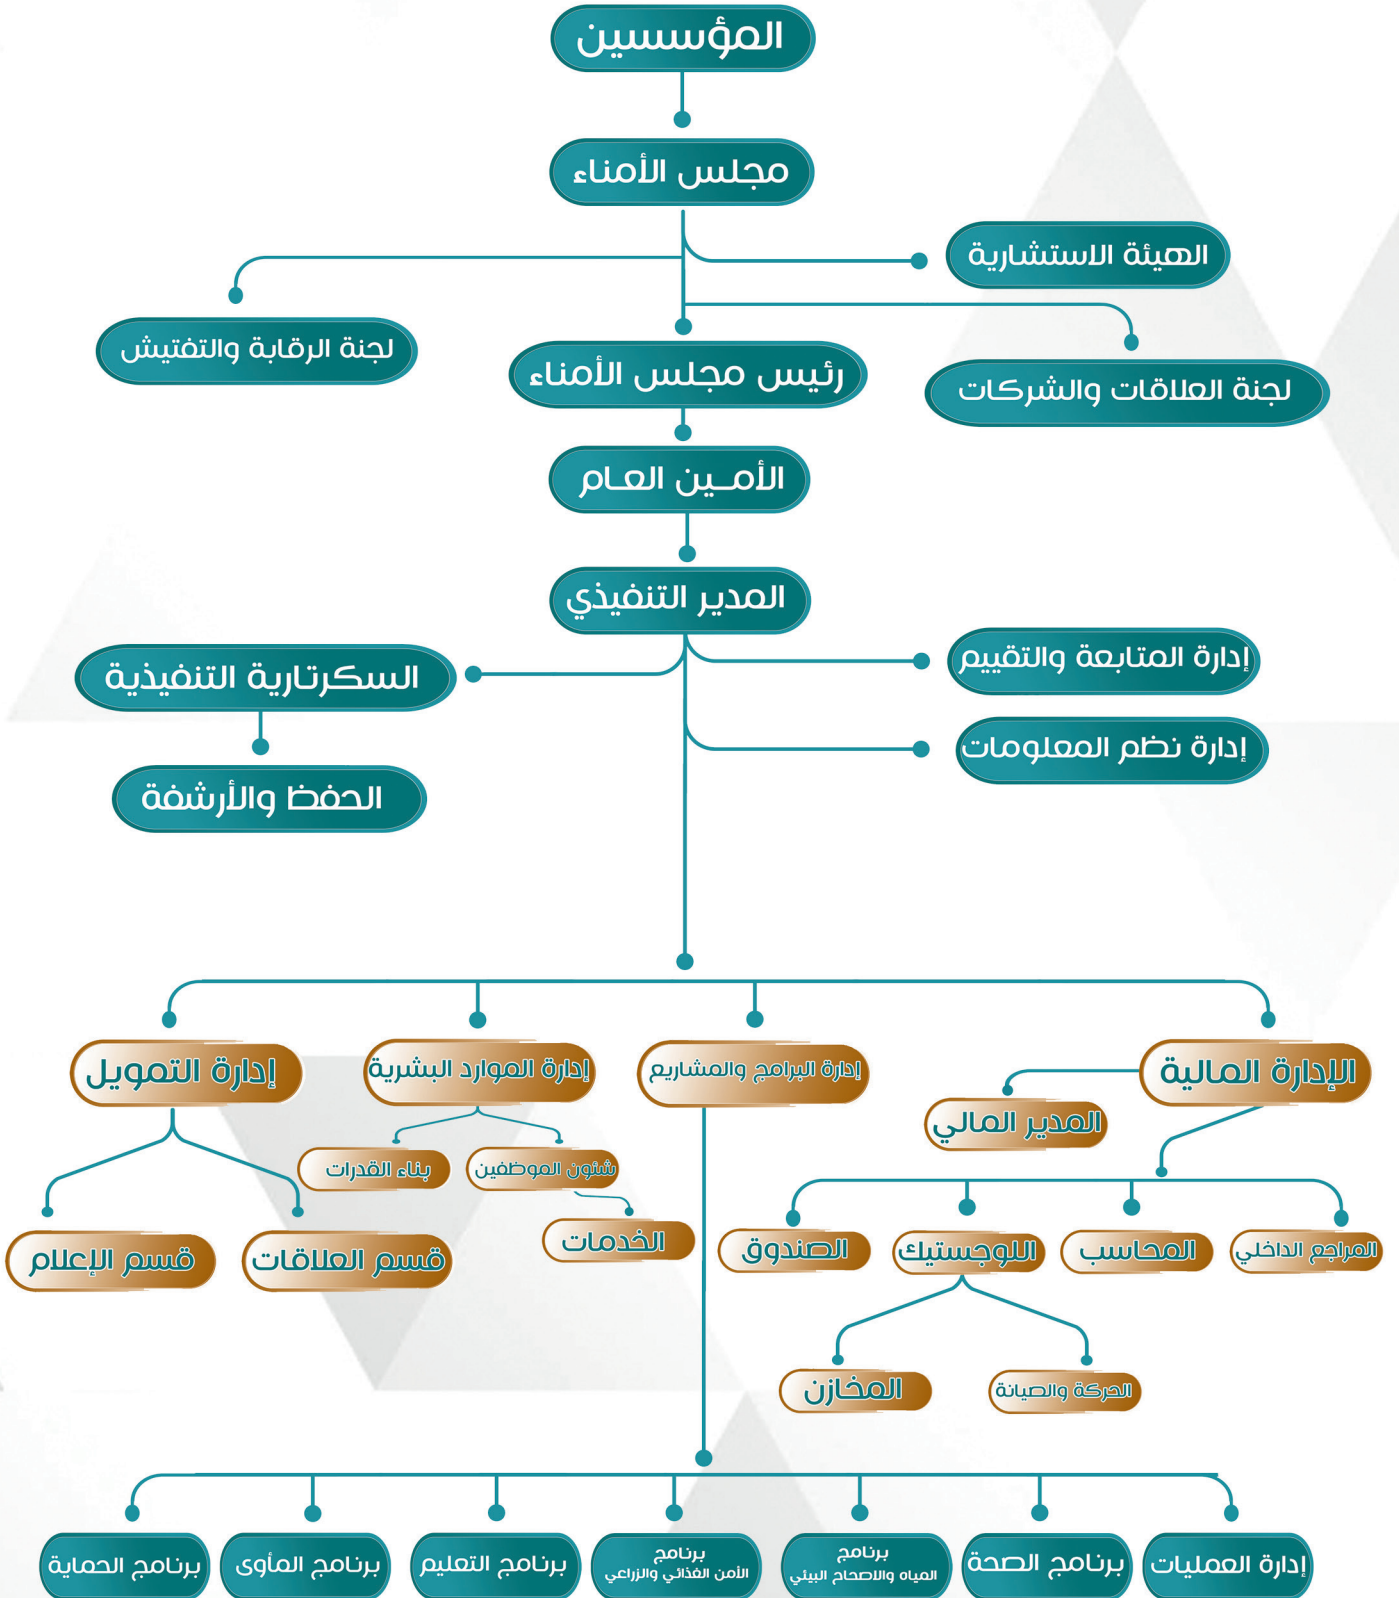 المؤسسين
مجلس الأمناء
الهيئة الاستشارية
لجنة الرقابة والتفتيش
رئيس مجلس الأمناء
لجنة العلاقات والشركات
الأمـين العـام
المدير التنفيذي
إدارة المتابعة والتقييم
السكرتارية التنفيذية
إدارة نظم المعلومات
الحفظ والأرشفة
الإدارة المالية
إدارة البرامج والمشاريع
إدارة الموارد البشرية
إدارة التمويل
المدير المالي
شئون الموظفين
بناء القدرات
المراجع الداخلي
المحاسب
اللوجستيك
الصندوق
الخدمات
قسم العلاقات
قسم الإعلام
الحركة والصيانة
المخازن
إدارة العمليات
برنامج الصحة
برنامج
المياه والاصحاح البيئي
برنامج
الأمن الغذائي والزراعي
برنامج التعليم
برنامج المأوى
برنامج الحماية